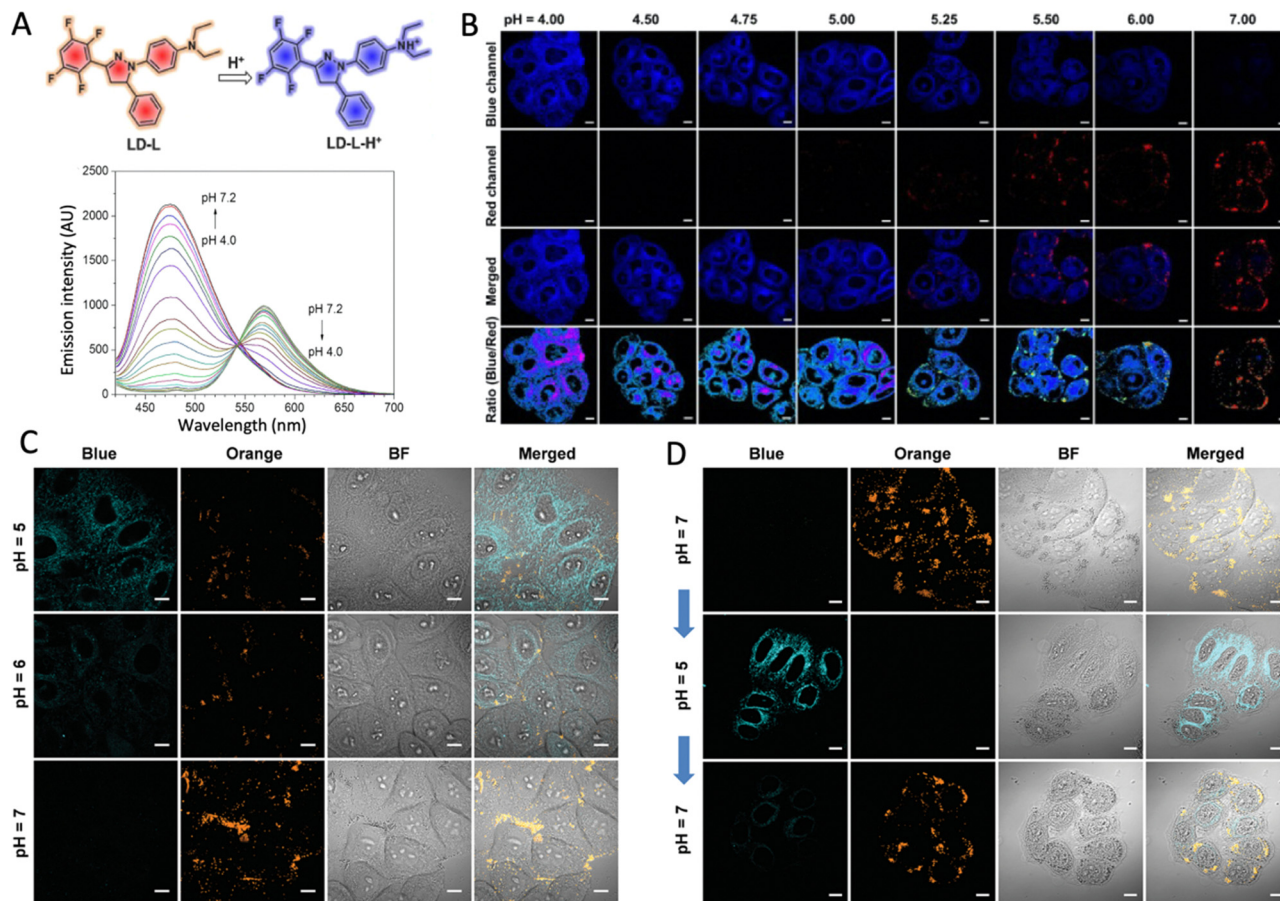 A
F
F
F
F
N
N
N
H⁺
F
F
F
F
N
N
NH⁺
LD-L
LD-L-H⁺
Emission intensity (AU)
2500
2000
1500
1000
500
0
pH 7.2
pH 4.0
pH 7.2
pH 4.0
450 500 550 600 650 700
Wavelength (nm)
B
pH = 4.00 4.50 4.75 5.00 5.25 5.50 6.00 7.00
Blue channel
Red channel
Merged
Ratio (Blue/Red)
C
Blue Orange BF Merged
pH = 5
pH = 6
pH = 7
D
Blue Orange BF Merged
pH = 7
pH = 5
pH = 7